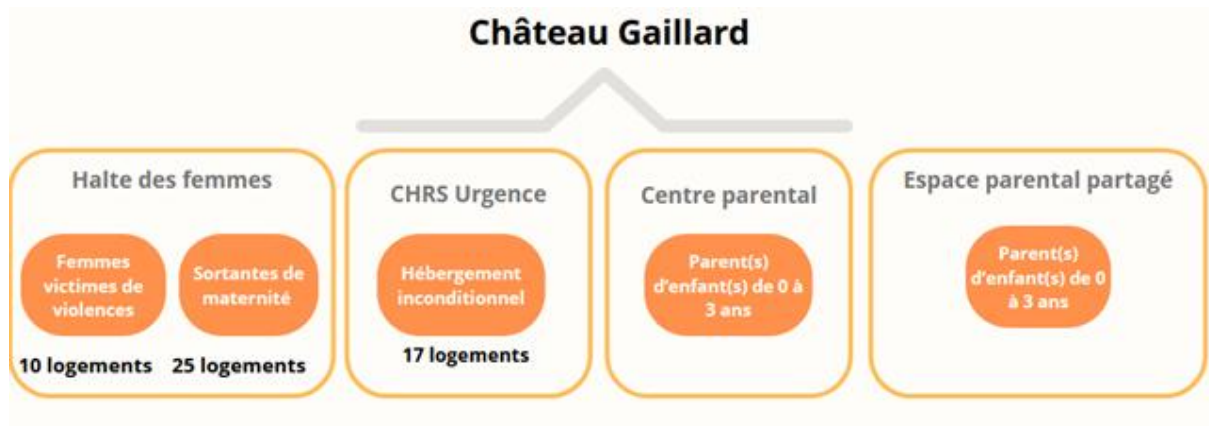 Château Gaillard
Halte des femmes
Femmes
victimes de
violences
Sortantes de
maternité
10 logements
25 logements
CHRS Urgence
Hébergement
inconditionnel
17 logements
Centre parental
Parent(s)
d'enfant(s) de 0 à
3 ans
Espace parental partagé
Parent(s)
d'enfant(s) de 0
à 3 ans